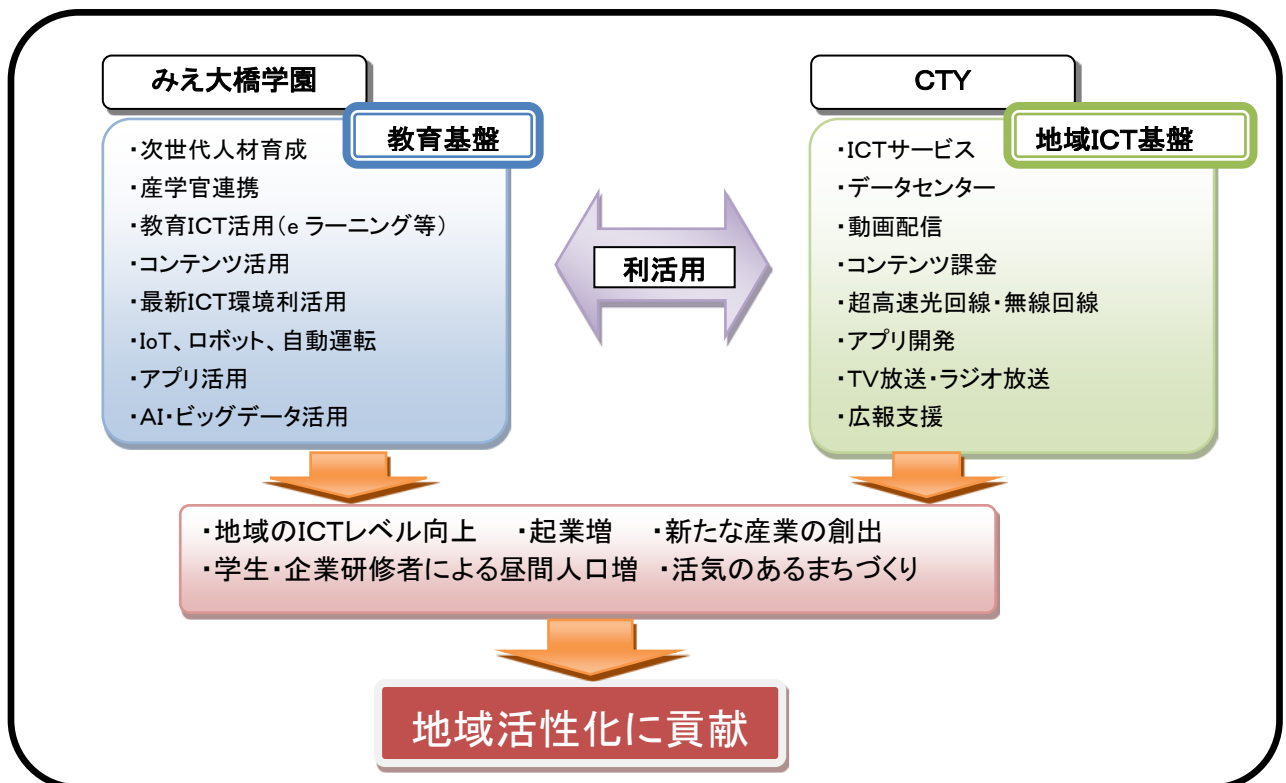 みえ大橋学園
教育基盤
・次世代人材育成
・産学官連携
・教育ICT活用(e ラーニング等)
・コンテンツ活用
・最新ICT環境利活用
・IoT、ロボット、自動運転
・アプリ活用
・AI・ビッグデータ活用
利活用
CTY
地域ICT基盤
・ICTサービス
・データセンター
・動画配信
・コンテンツ課金
・超高速光回線・無線回線
・アプリ開発
・TV放送・ラジオ放送
・広報支援
・地域のICTレベル向上 ・起業増 ・新たな産業の創出
・学生・企業研修者による昼間人口増 ・活気のあるまちづくり
地域活性化に貢献